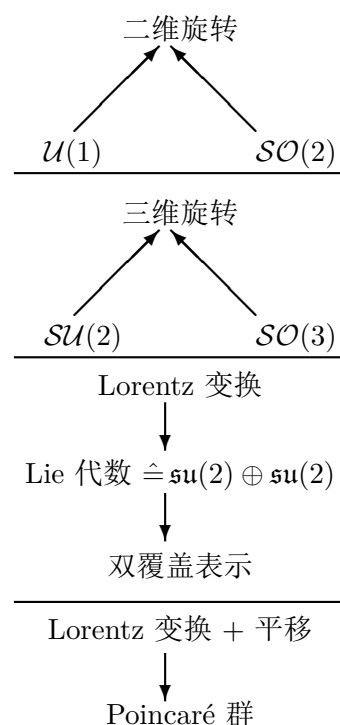 二维旋转
U(1) SO(2)
三维旋转
SU(2) SO(3)
Lorentz 变换
Lie 代数 ≙ 𝔰𝔲(2) ⊕ 𝔰𝔲(2)
双覆盖表示
Lorentz 变换 + 平移
Poincaré 群